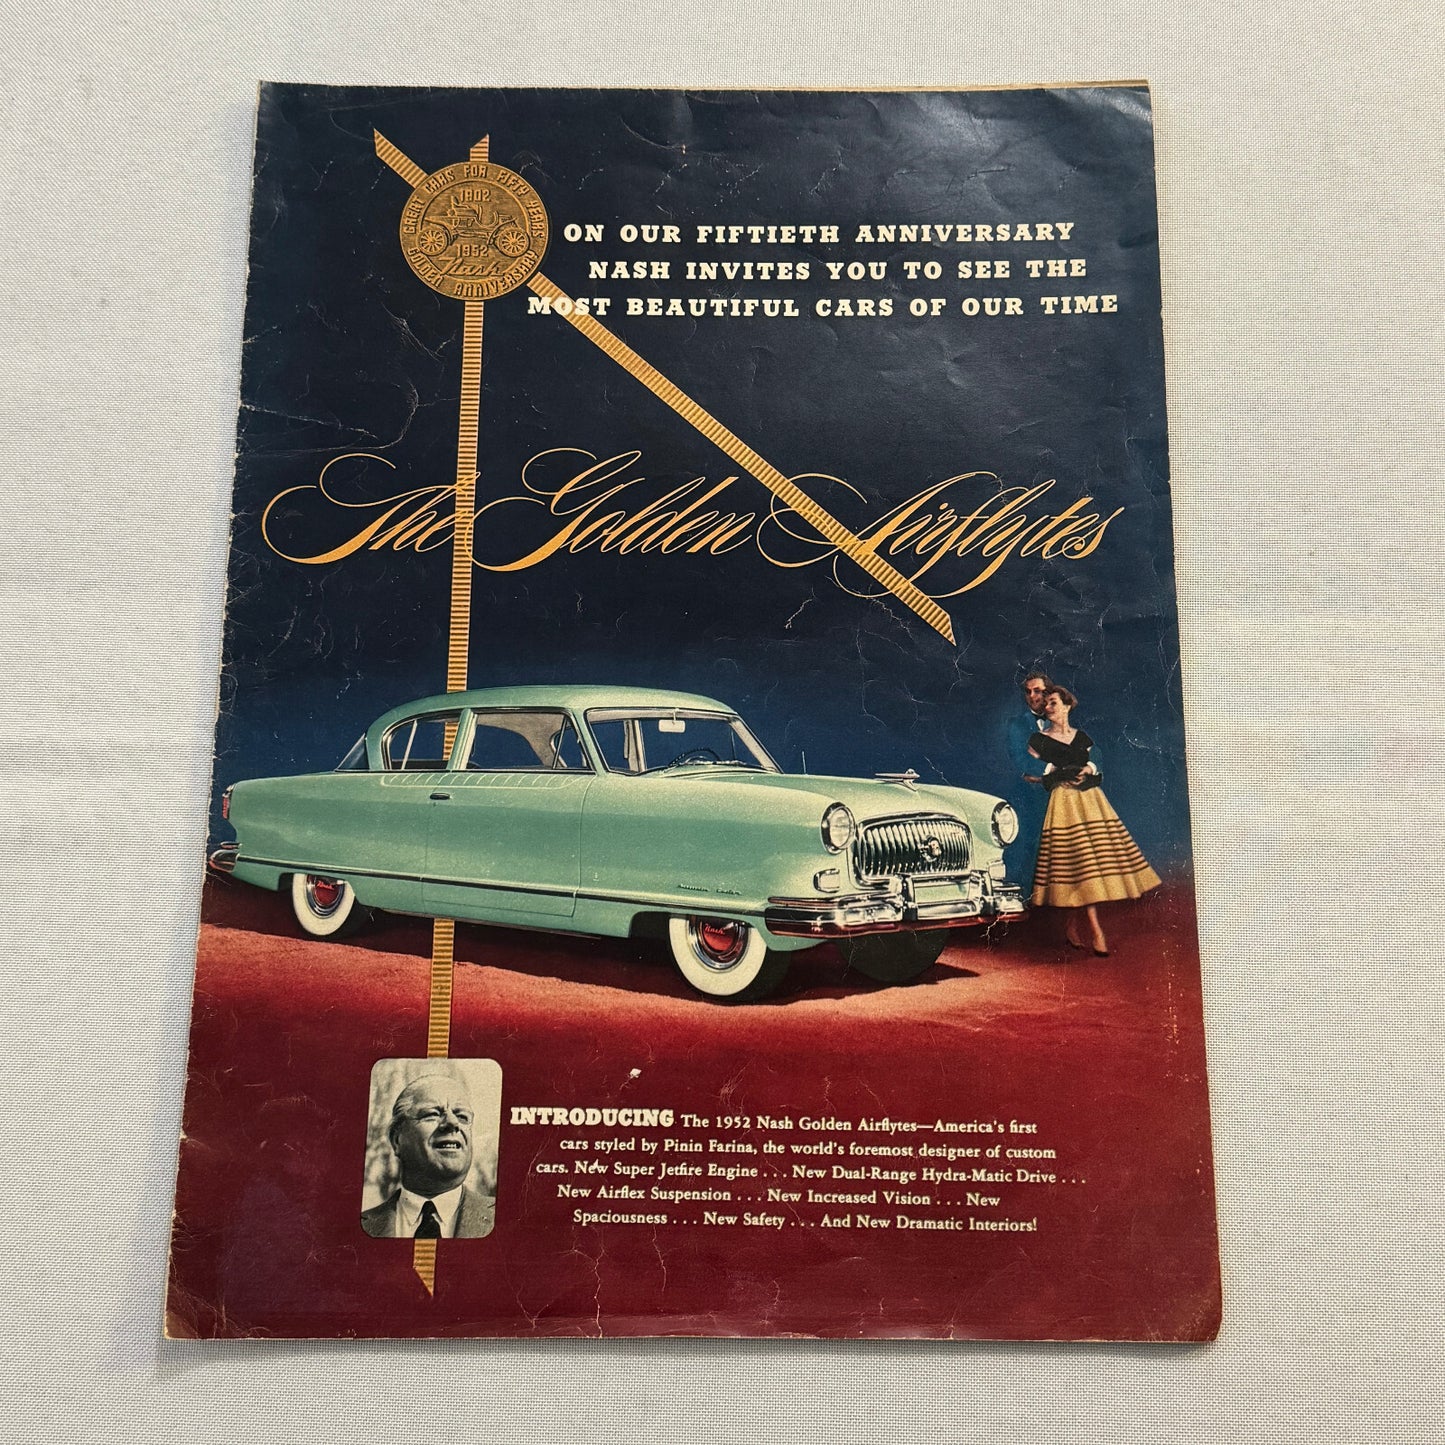 GREAT CARS FOR FIFTY YEARS
1902
1952
Nash
GOLDEN ANNIVERSARY
ON OUR FIFTIETH ANNIVERSARY
NASH INVITES YOU TO SEE THE
MOST BEAUTIFUL CARS OF OUR TIME
The Golden Airflytes
Nash
Nash
INTRODUCING The 1952 Nash Golden Airflytes—America's first
cars styled by Pinin Farina, the world's foremost designer of custom
cars. New Super Jetfire Engine . . . New Dual-Range Hydra-Matic Drive . . .
New Airflex Suspension . . . New Increased Vision . . . New
Spaciousness . . . New Safety . . . And New Dramatic Interiors!